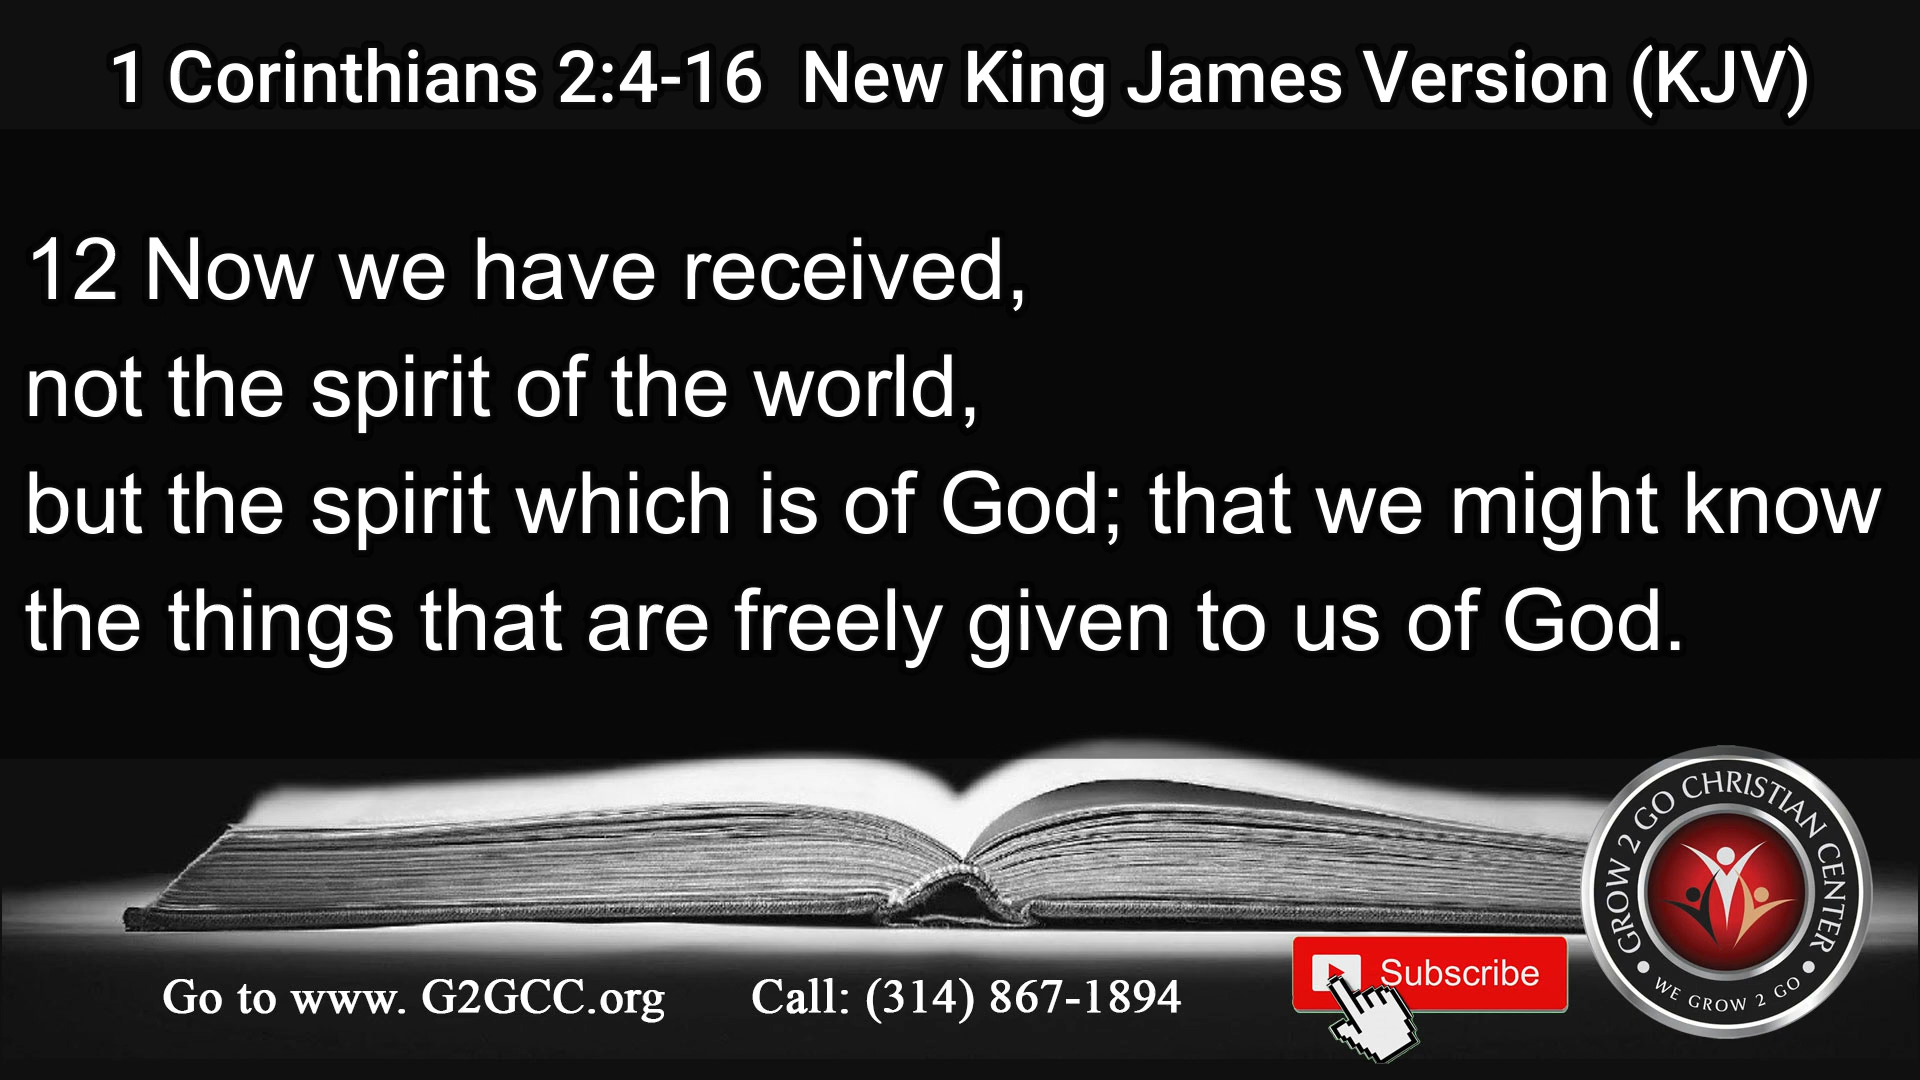 1 Corinthians 2:4-16  New King James Version (KJV)
12 Now we have received,
not the spirit of the world,
but the spirit which is of God; that we might know
the things that are freely given to us of God.
GROW 2 GO CHRISTIAN CENTER
• WE GROW 2 GO •
Subscribe
Go to www. G2GCC.org Call: (314) 867-1894